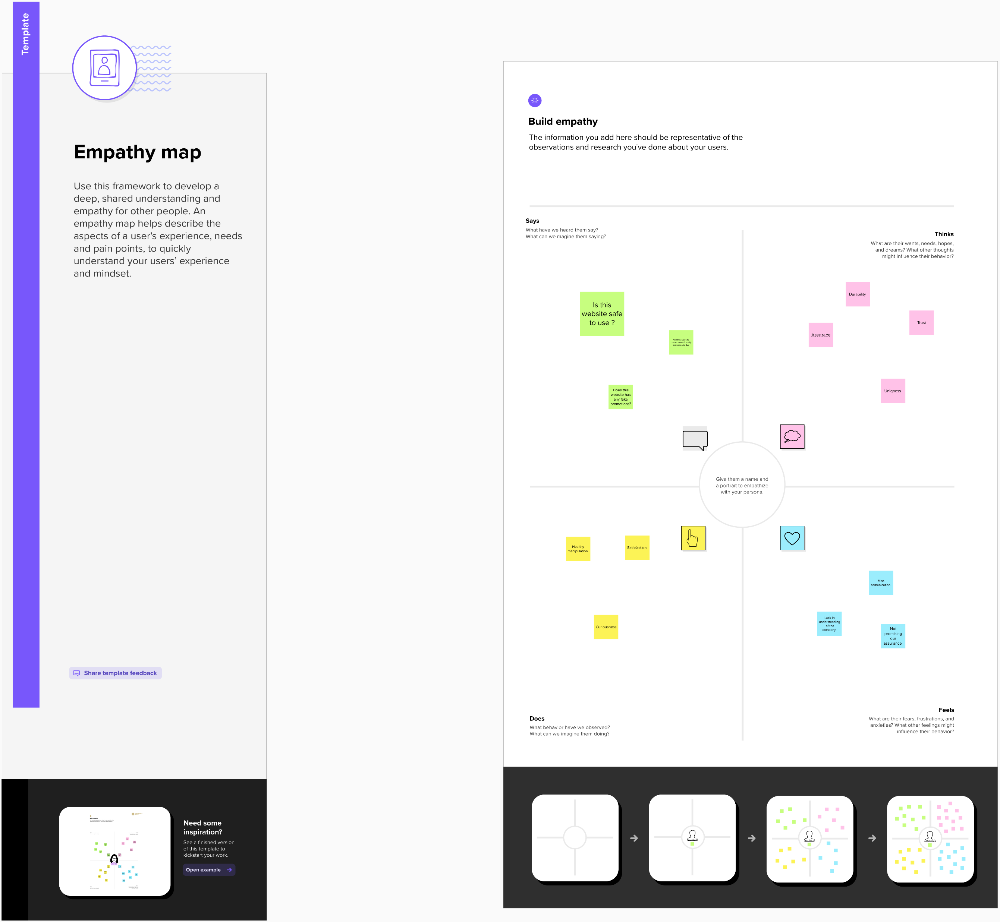 Template
Empathy map
Use this framework to develop a
deep, shared understanding and
empathy for other people. An
empathy map helps describe the
aspects of a user's experience, needs
and pain points, to quickly
understand your users’ experience
and mindset.
Share template feedback
Need some
inspiration?
See a finished version
of this template to
kickstart your work.
Open example
Build empathy
The information you add here should be representative of the
observations and research you've done about your users.
Says
What have we heard them say?
What can we magine them saying?
Thinks
What are their wants, needs, hopes,
and dreams? What other thoughts
might influence their behavior?
Is this
website safe
to use ?
Will this website
create a user friendly
projection to the
Does this
website has
any fake
promotions?
Durability
Trust
Assurace
Uniqness
Give them a name and
a portrait to empathize
with your persona.
Healthy
manipulation
Satisfaction
Curiousness
Miss
comunication
Lack in
understanding
of the
company
Not
promising
our
assurance
Does
What behavior have we observed?
What can we imagine them doing?
Feels
What are their fears, frustrations, and
anxieties? What other feelings might
influence their behavior?